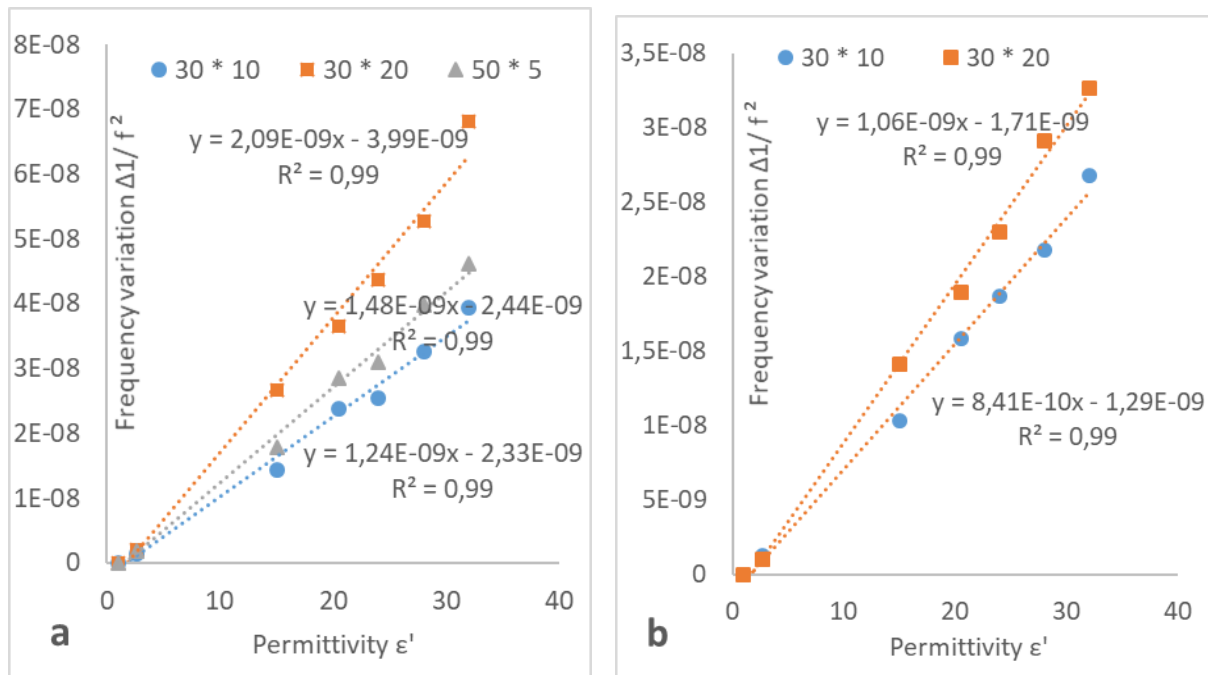 8E-08
7E-08
6E-08
5E-08
4E-08
3E-08
2E-08
1E-08
0
Frequency variation Δ1/ f ²
30 * 10 30 * 20 50 * 5
y = 2,09E-09x - 3,99E-09
R² = 0,99
y = 1,48E-09x - 2,44E-09
R² = 0,99
y = 1,24E-09x - 2,33E-09
R² = 0,99
0 10 20 30 40
a
Permittivity ε'
3,5E-08
3E-08
2,5E-08
2E-08
1,5E-08
1E-08
5E-09
0
Frequency variation Δ1/ f ²
30 * 10 30 * 20
y = 1,06E-09x - 1,71E-09
R² = 0,99
y = 8,41E-10x - 1,29E-09
R² = 0,99
0 10 20 30 40
b
Permittivity ε'